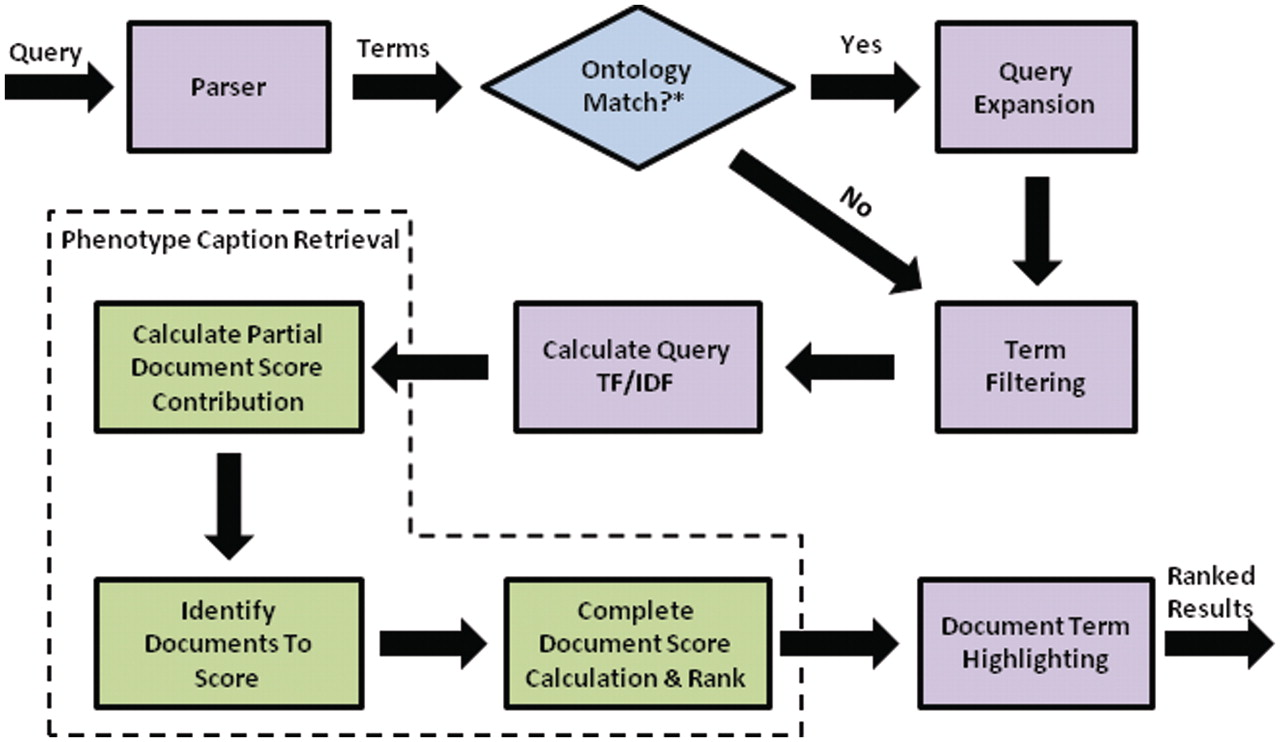 Query
Parser
Terms
Ontology
Match?*
Yes
Query
Expansion
No
Phenotype Caption Retrieval
Calculate Partial
Document Score
Contribution
Calculate Query
TF/IDF
Term
Filtering
Identify
Documents To
Score
Complete
Document Score
Calculation & Rank
Document Term
Highlighting
Ranked
Results